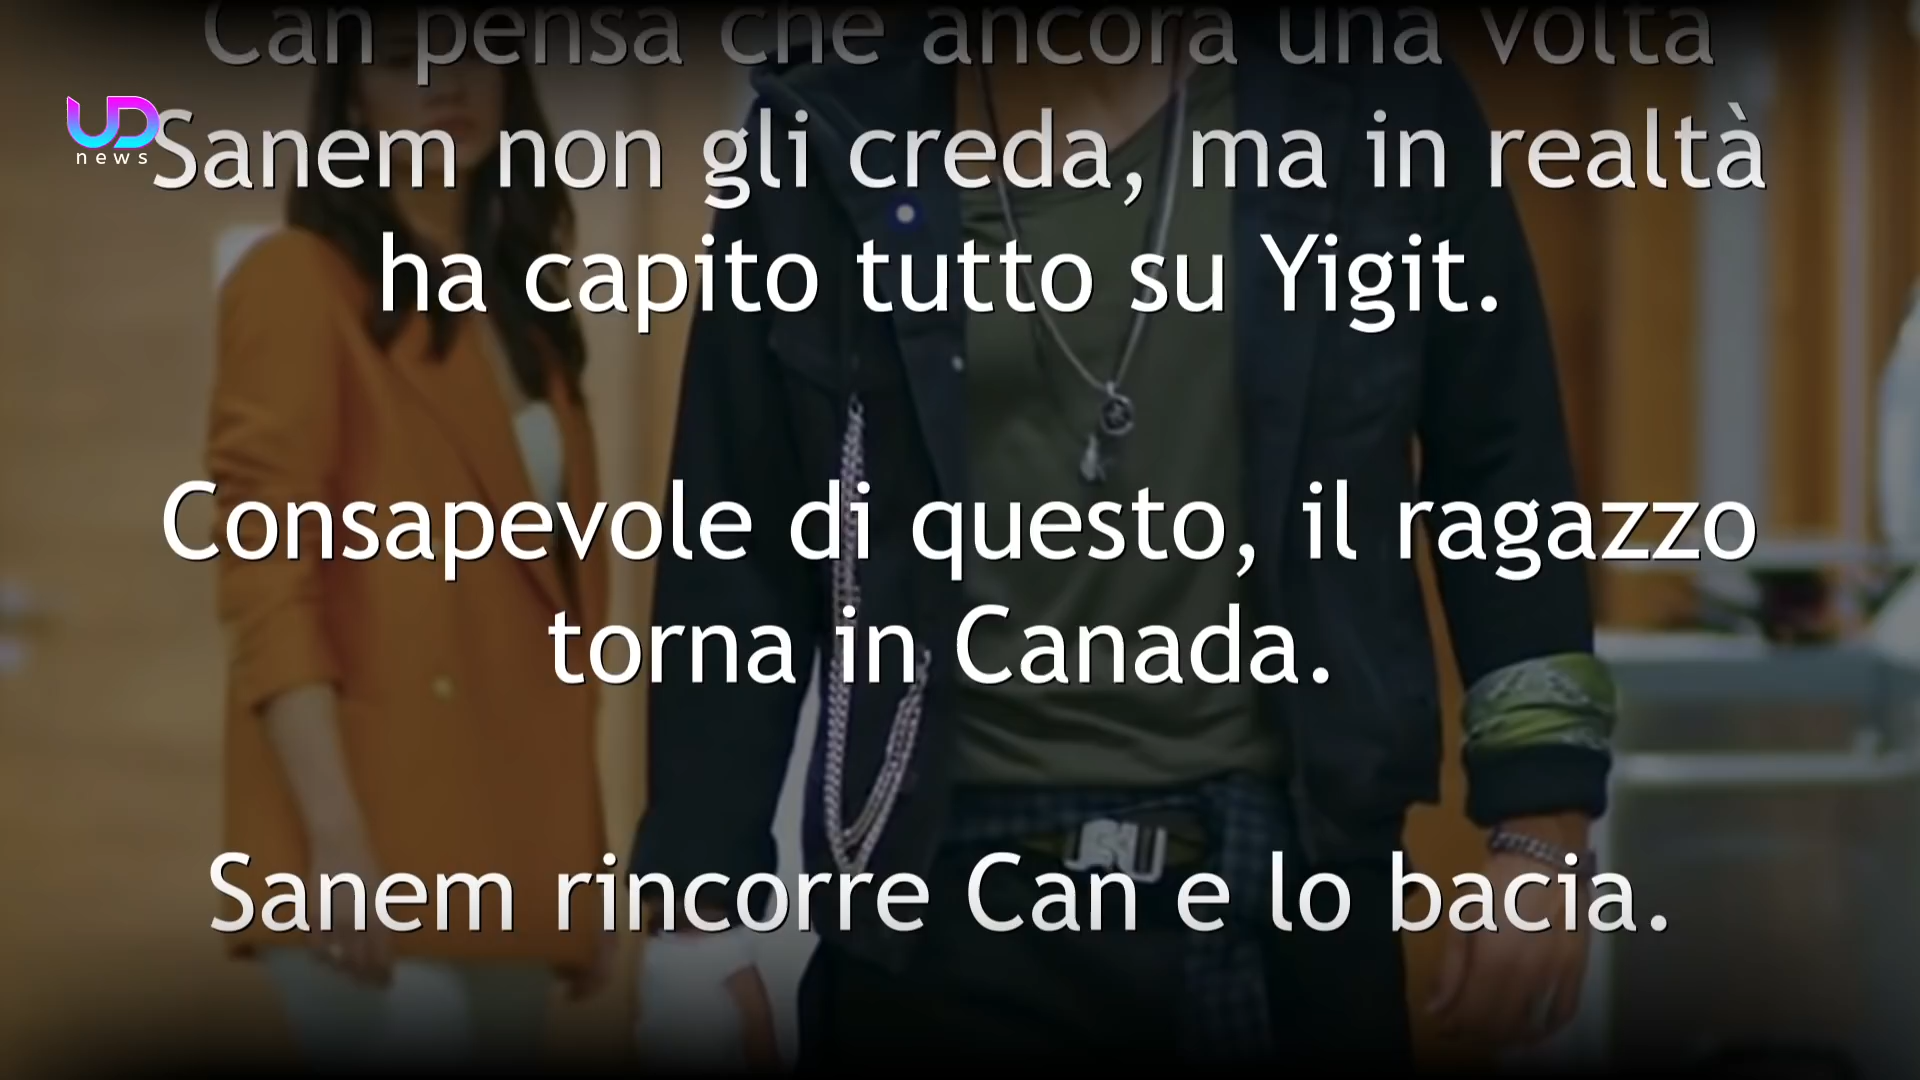 Can pensa che ancora una volta
UD
news
Sanem non gli creda, ma in realtà
ha capito tutto su Yigit.
Consapevole di questo, il ragazzo
torna in Canada.
Sanem rincorre Can e lo bacia.